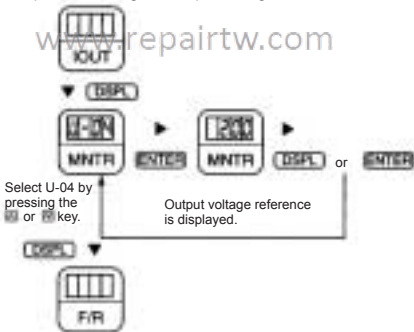 www.repairtw.com
IOUT
DSPL
U-04
MNTR
ENTER
MNTR
DSPL or ENTER
Select U-04 by
pressing the
or key.
Output voltage reference
is displayed.
DSPL
F/R